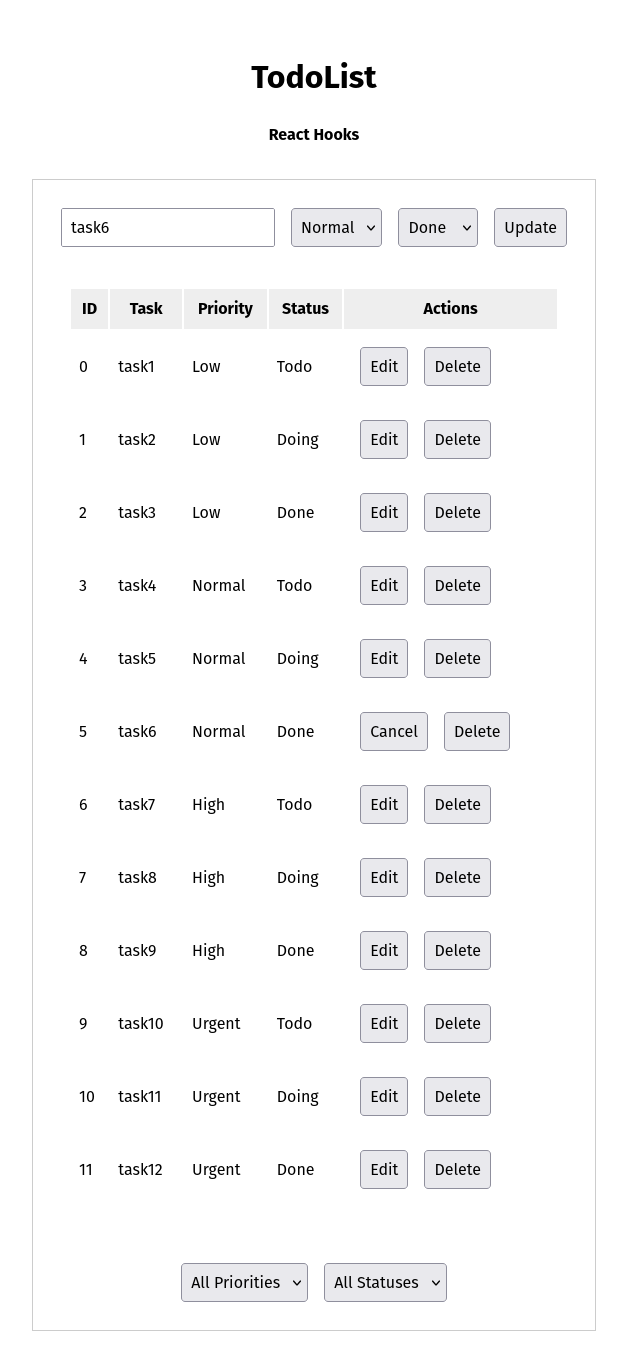 TodoList
React Hooks
task6 Normal Done Update
ID Task Priority Status Actions
0 task1 Low Todo Edit Delete
1 task2 Low Doing Edit Delete
2 task3 Low Done Edit Delete
3 task4 Normal Todo Edit Delete
4 task5 Normal Doing Edit Delete
5 task6 Normal Done Cancel Delete
6 task7 High Todo Edit Delete
7 task8 High Doing Edit Delete
8 task9 High Done Edit Delete
9 task10 Urgent Todo Edit Delete
10 task11 Urgent Doing Edit Delete
11 task12 Urgent Done Edit Delete
All Priorities All Statuses